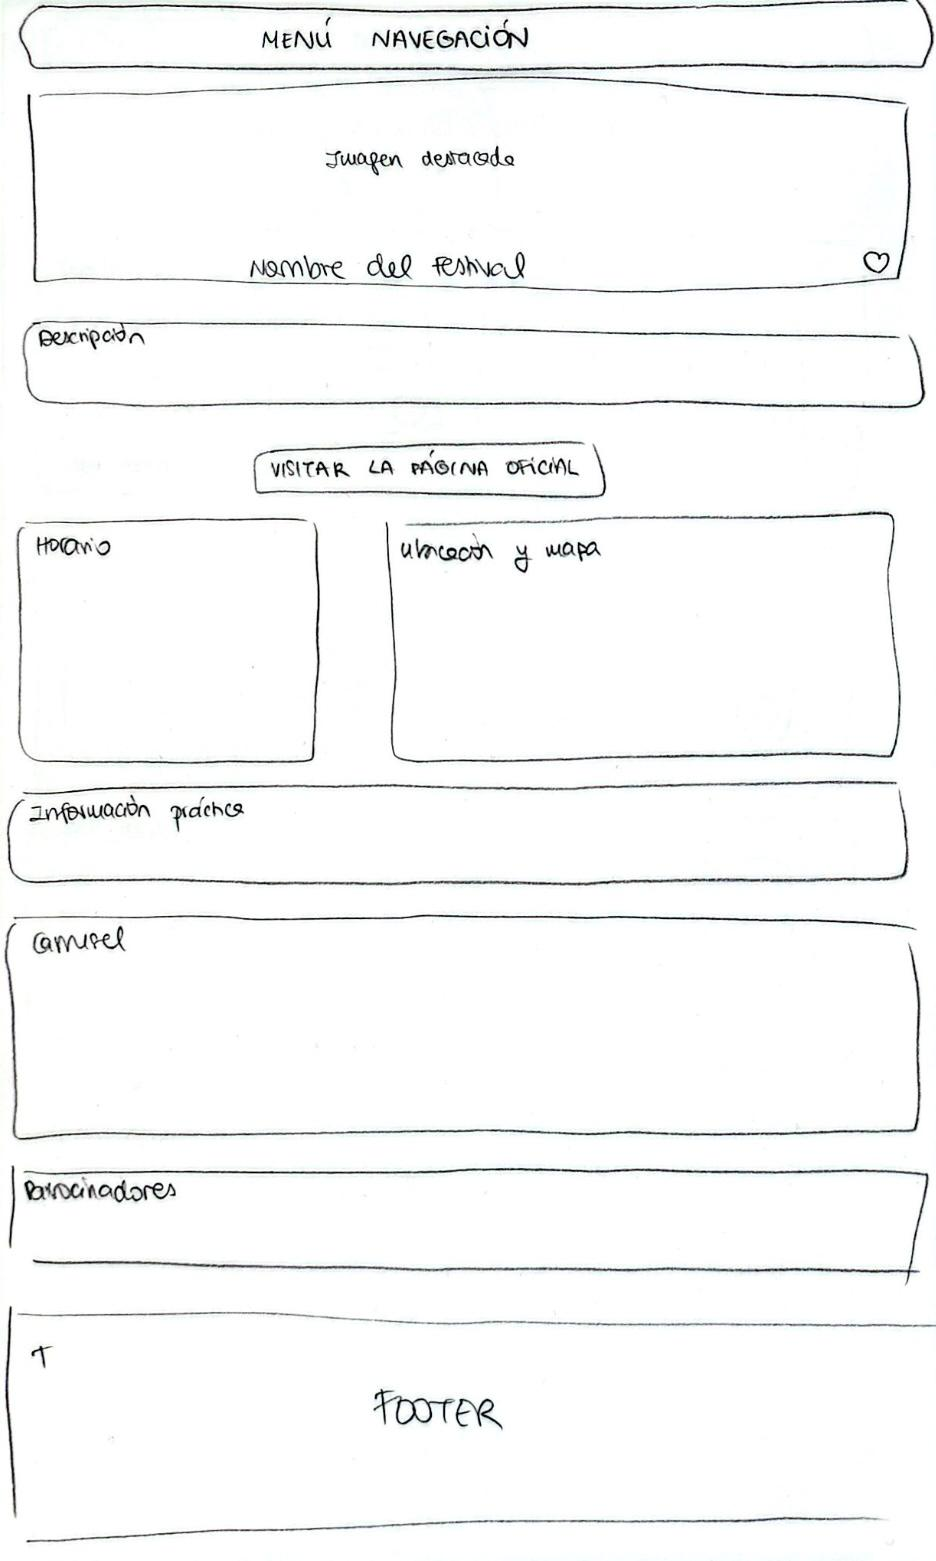 MENÚ NAVEGACIÓN
Imagen destacada
Nombre del festival
Descripción
VISITAR LA PÁGINA OFICIAL
Horario
Ubicación y mapa
Información práctica
Carrusel
Patrocinadores
↑
FOOTER